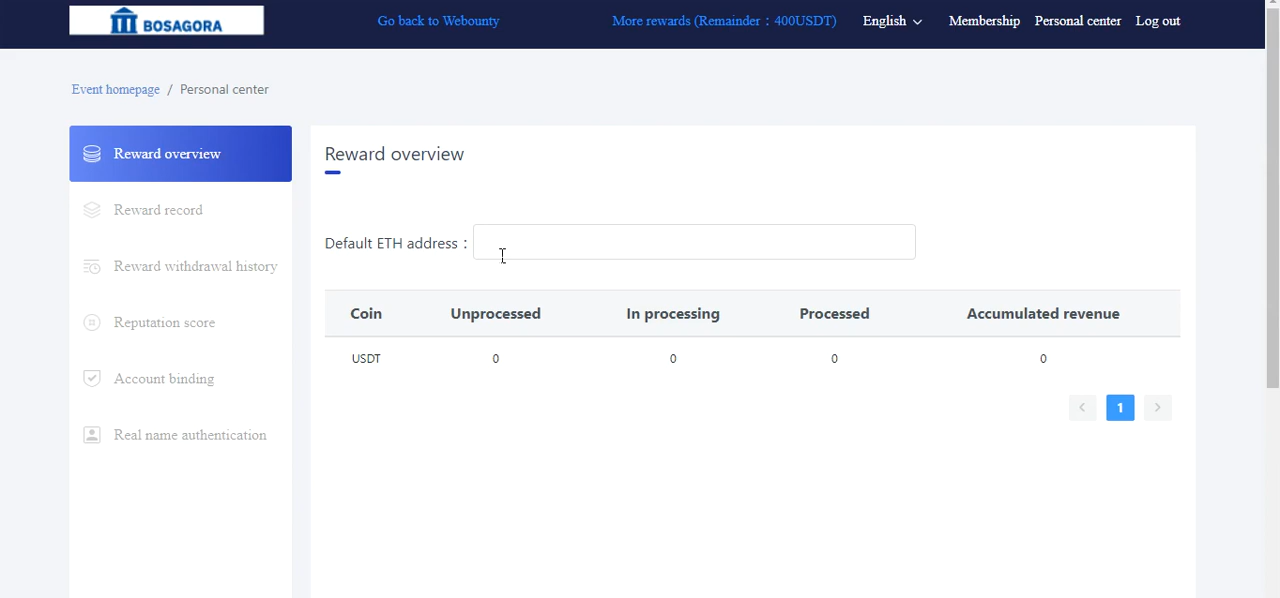 BOSAGORA
Go back to Webounty
More rewards (Remainder：400USDT)
English
Membership
Personal center
Log out
Event homepage / Personal center
Reward overview
Reward record
Reward withdrawal history
Reputation score
Account binding
Real name authentication
Reward overview
Default ETH address：
Coin Unprocessed In processing Processed Accumulated revenue
USDT 0 0 0 0
< 1 >